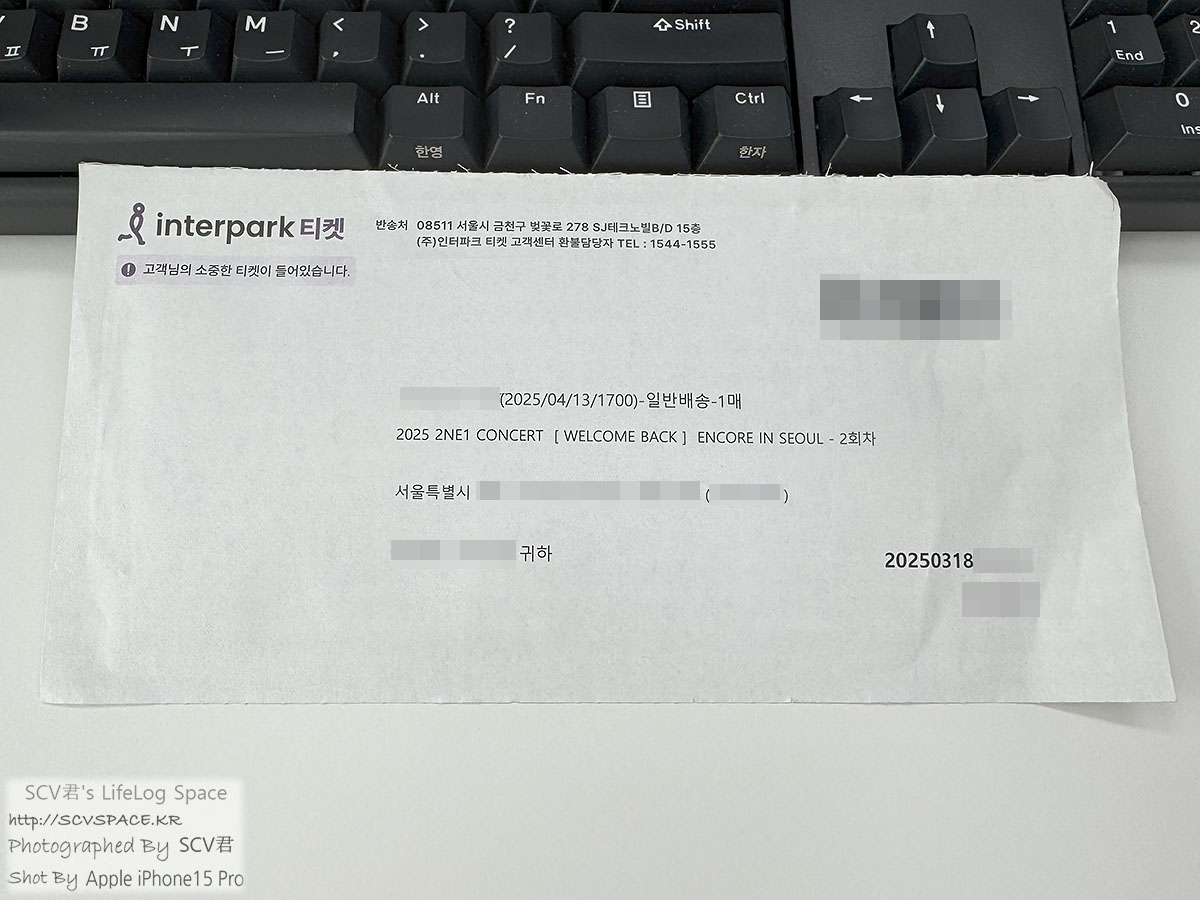 B N M < > ? ⇧Shift 1 2
ㅍ ㅠ ㅜ ㅡ , . / ↑ End
Alt Fn Ctrl ← ↓ → 0
한영 한자 Ins
interpark 티켓
반송처 08511 서울시 금천구 벚꽃로 278 SJ테크노빌B/D 15층
(주)인터파크 티켓 고객센터 환불담당자 TEL : 1544-1555
고객님의 소중한 티켓이 들어있습니다.
(2025/04/13/1700)-일반배송-1매
2025 2NE1 CONCERT [ WELCOME BACK ] ENCORE IN SEOUL - 2회차
서울특별시 ( )
귀하
20250318
SCV君's LifeLog Space
http://SCVSPACE.KR
Photographed By SCV君
Shot By Apple iPhone15 Pro